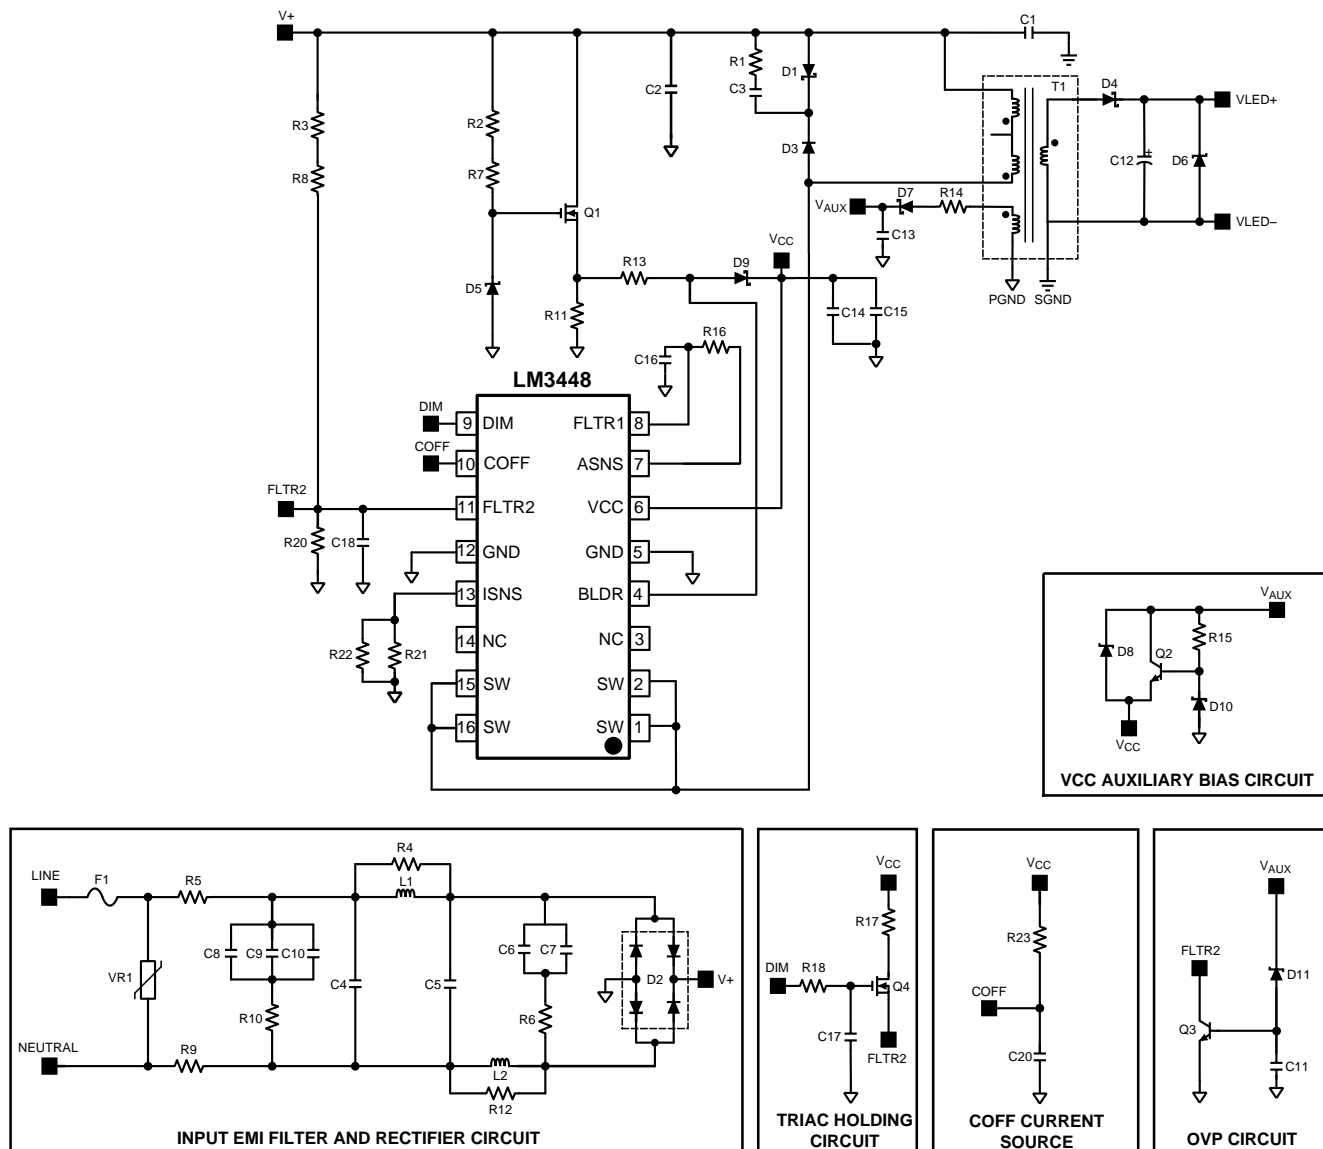 V+
C1
R1
D1
C2
C3
T1
D4
VLED+
R3
R2
D3
C12
+
D6
R8
R7
D7
R14
VAUX
Q1
C13
VLED–
VCC
R13
D9
D5
PGND
SGND
R11
C14
C15
R16
C16
LM3448
DIM
9
DIM
FLTR1
8
COFF
10
COFF
ASNS
7
FLTR2
11
FLTR2
VCC
6
R20
C18
12
GND
GND
5
13
ISNS
BLDR
4
R22
R21
14
NC
NC
3
15
SW
SW
2
16
SW
SW
1
VAUX
R15
D8
Q2
D10
VCC
VCC AUXILIARY BIAS CIRCUIT
LINE
F1
R5
R4
L1
C8
C9
C10
C6
C7
VR1
C4
C5
D2
V+
R10
R6
NEUTRAL
R9
L2
R12
INPUT EMI FILTER AND RECTIFIER CIRCUIT
VCC
R17
DIM
R18
Q4
C17
FLTR2
TRIAC HOLDING
CIRCUIT
VCC
R23
COFF
C20
COFF CURRENT
SOURCE
VAUX
FLTR2
D11
Q3
C11
OVP CIRCUIT